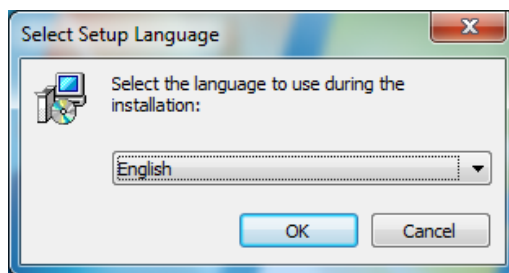 Select Setup Language
Select the language to use during the
installation:
English
OK
Cancel